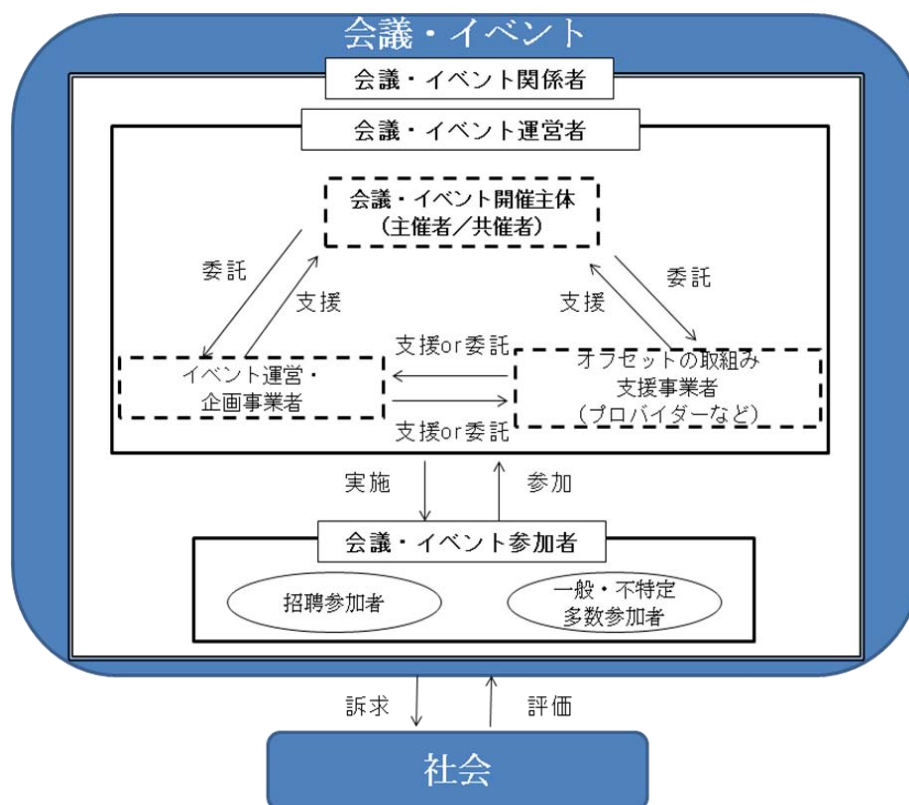 会議・イベント
会議・イベント関係者
会議・イベント運営者
会議・イベント開催主体
(主催者／共催者)
委託
支援
支援
委託
支援or委託
イベント運営・
企画事業者
オフセットの取組み
支援事業者
(プロバイダーなど)
支援or委託
実施
参加
会議・イベント参加者
招聘参加者
一般・不特定
多数参加者
訴求
評価
社会